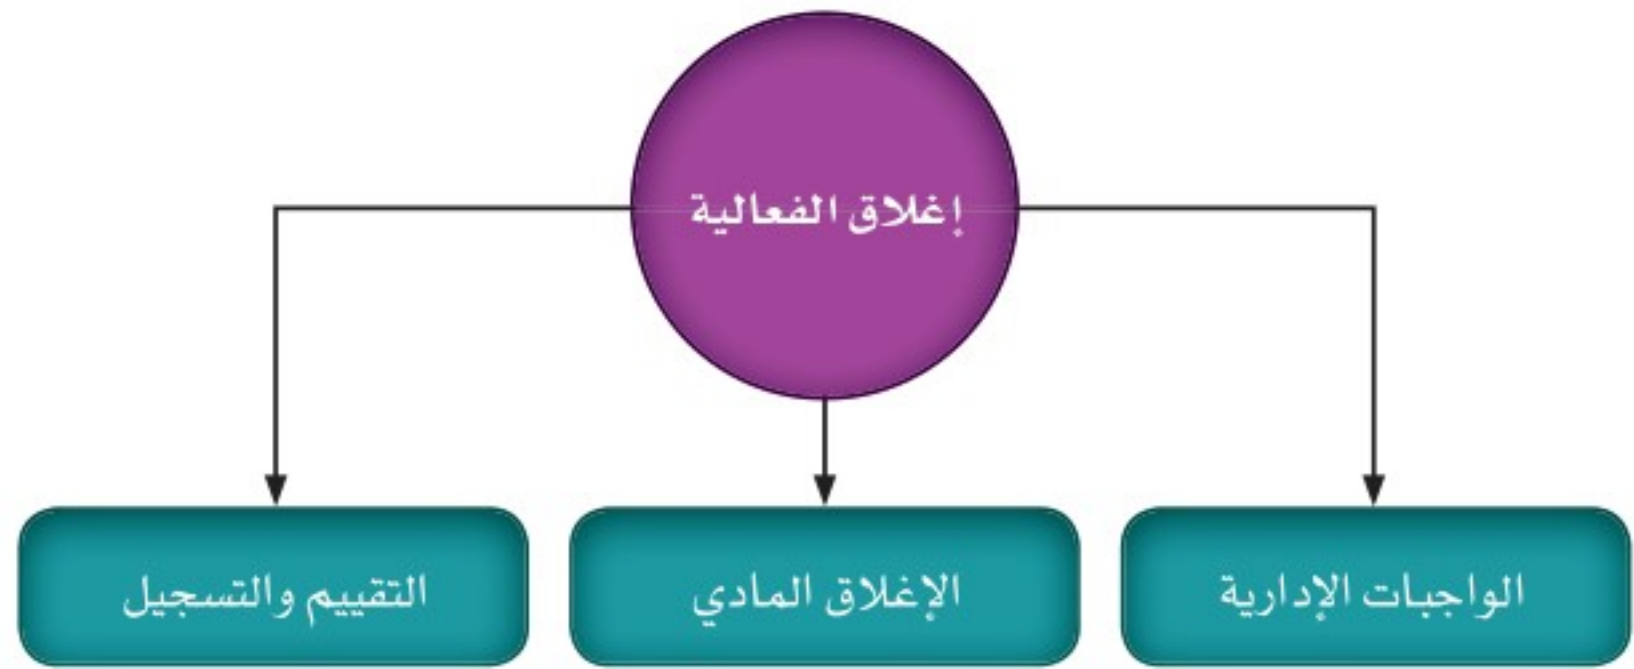 إغلاق الفعالية
الواجبات الإدارية
الإغلاق المادي
التقييم والتسجيل